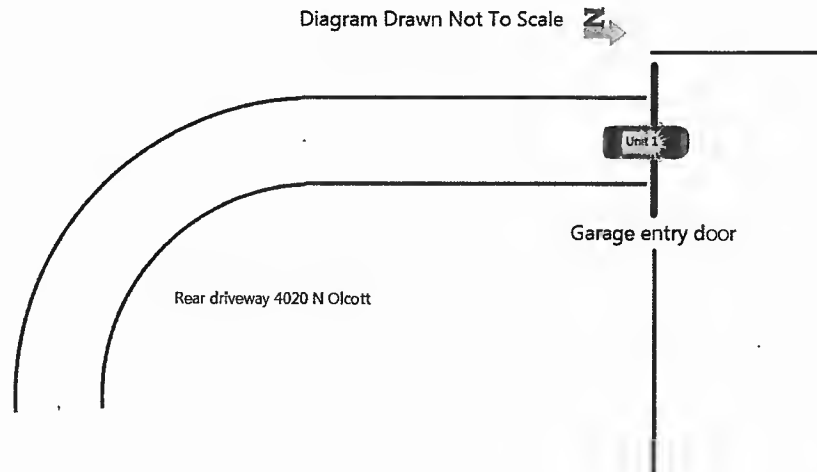 Diagram Drawn Not To Scale
N
Unit 1
Garage entry door
Rear driveway 4020 N Olcott